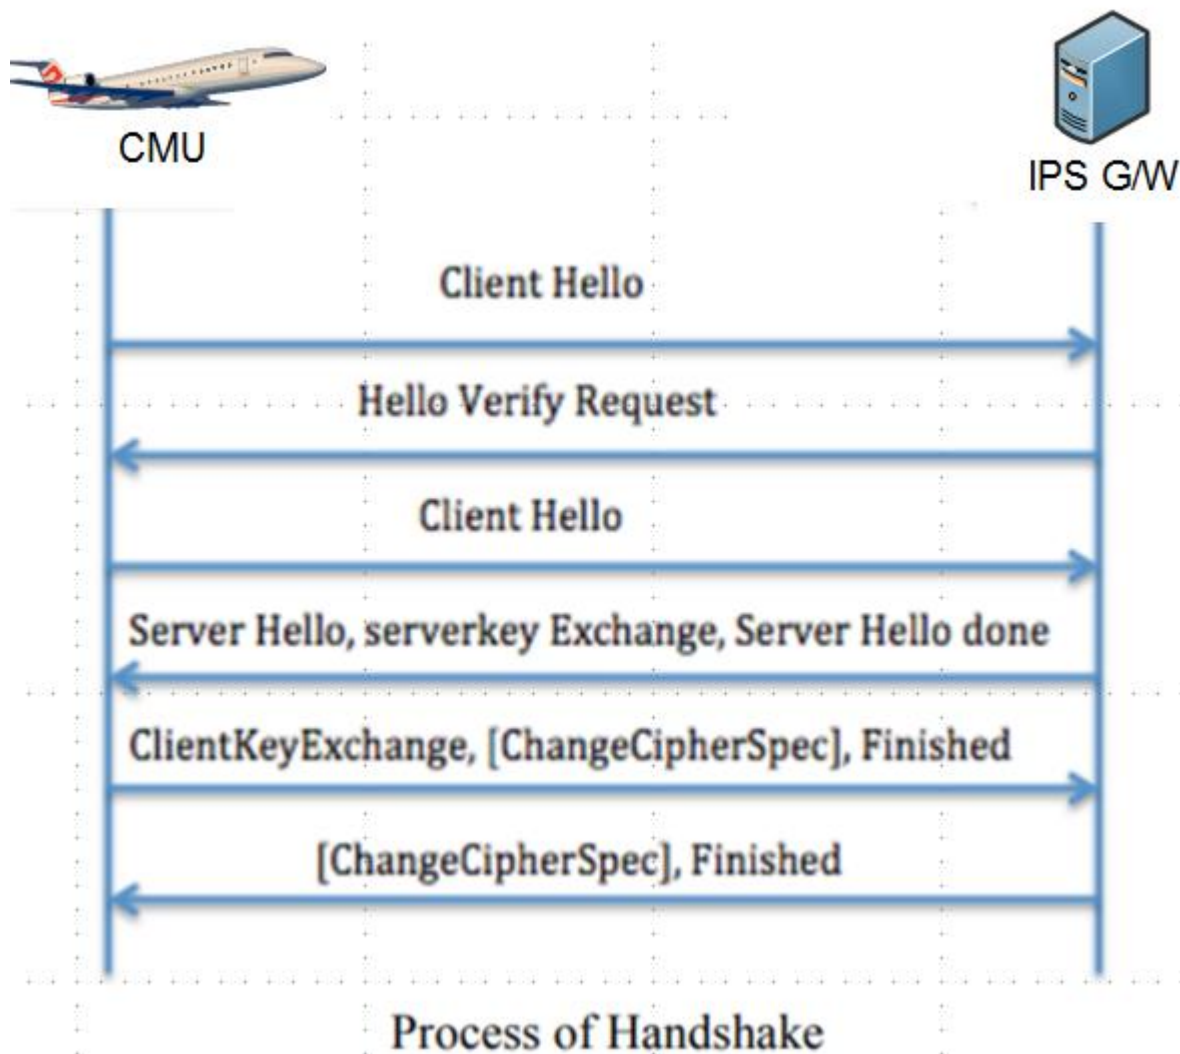 CMU
IPS G/W
Client Hello
Hello Verify Request
Client Hello
Server Hello, serverkey Exchange, Server Hello done
ClientKeyExchange, [ChangeCipherSpec], Finished
[ChangeCipherSpec], Finished
Process of Handshake